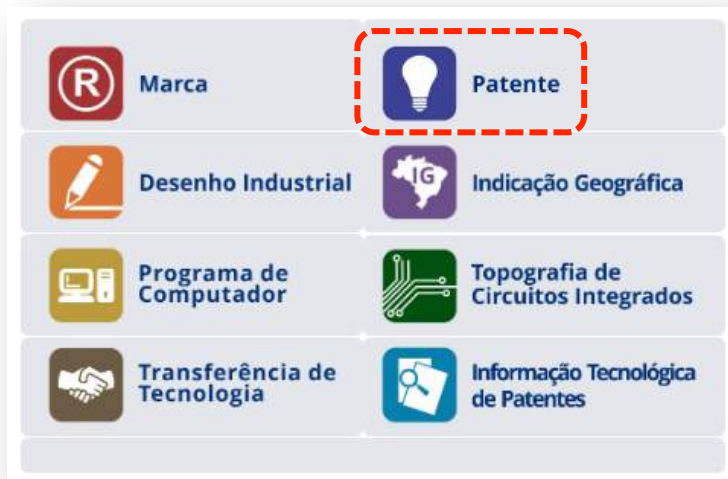 R Marca
Patente
Desenho Industrial
IG Indicação Geográfica
Programa de
Computador
Topografia de
Circuitos Integrados
Transferência de
Tecnologia
Informação Tecnológica
de Patentes